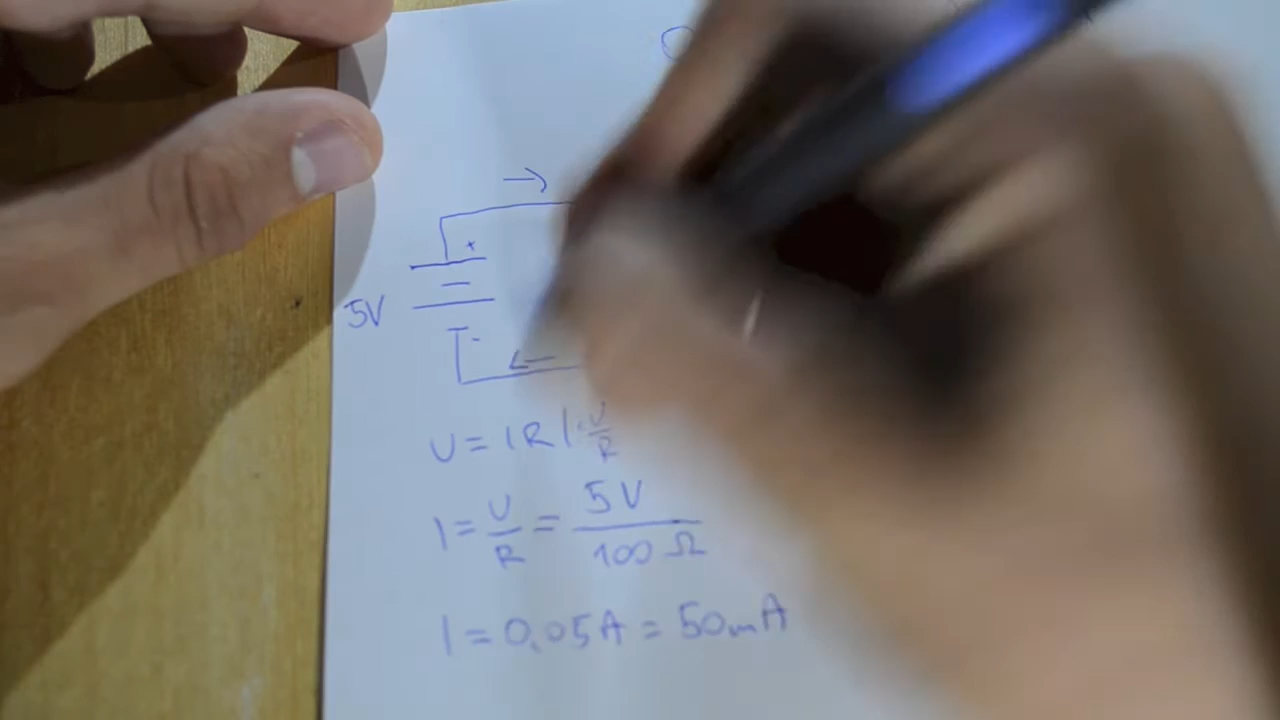 +
5V
-
U = I R | · U/R
I = U/R = 5V/100 Ω
I = 0,05A = 50mA